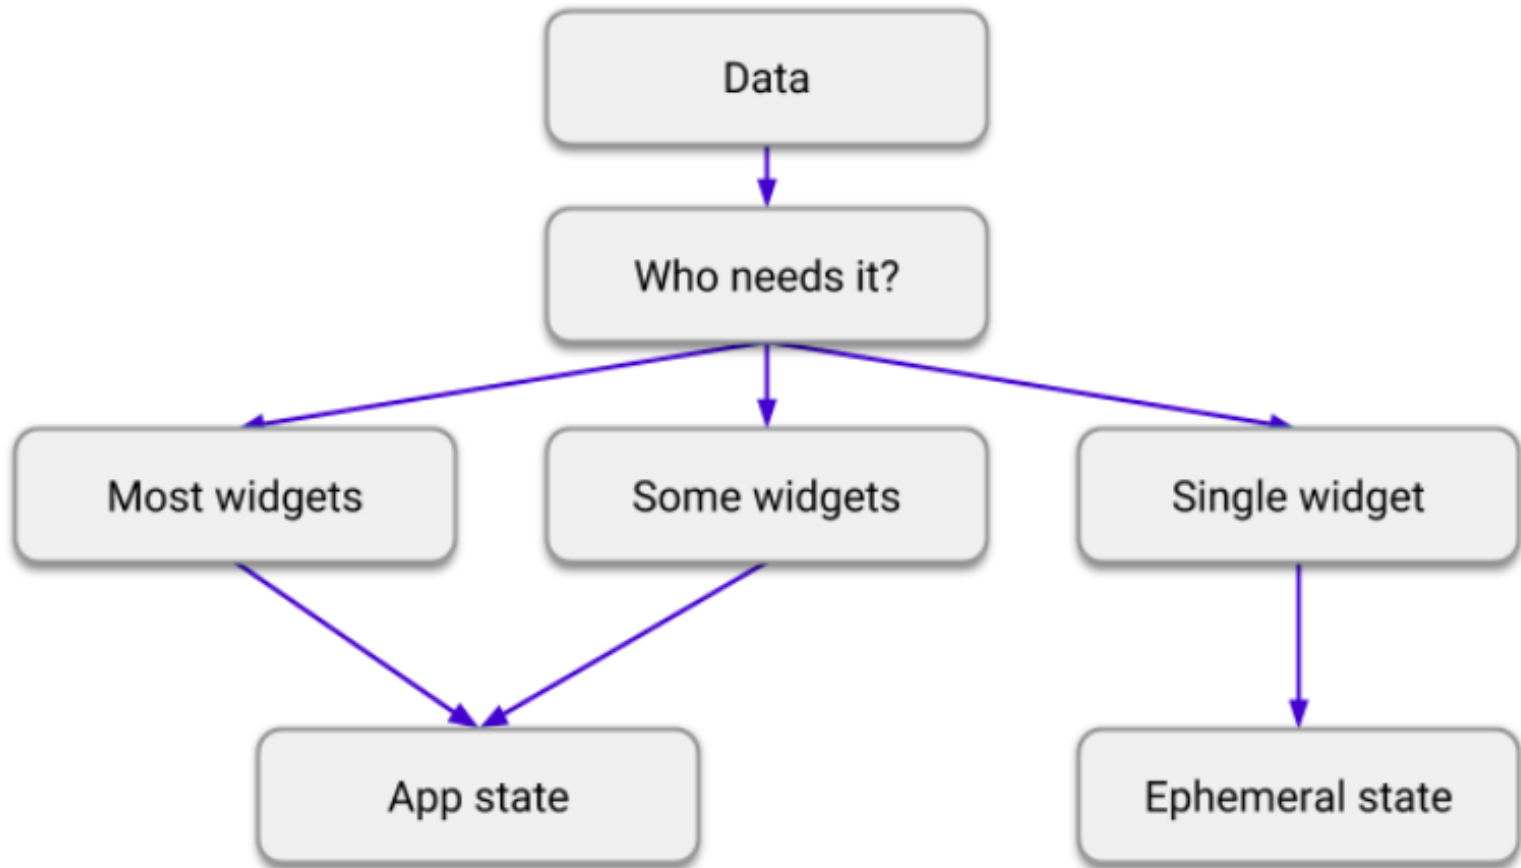 Data
Who needs it?
Most widgets
Some widgets
Single widget
App state
Ephemeral state